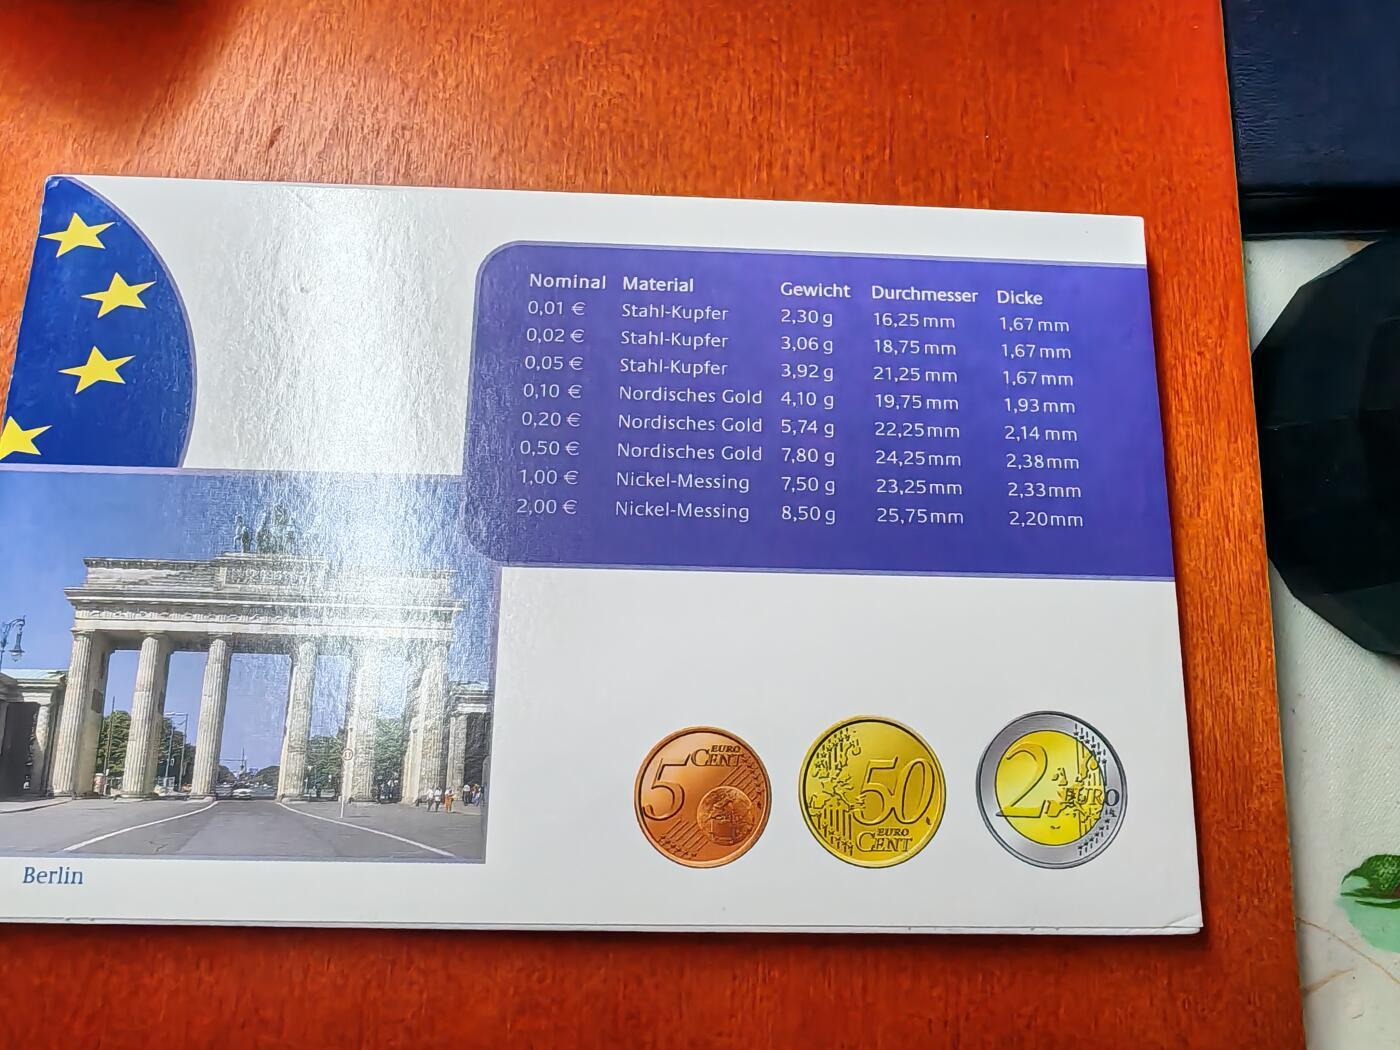 Nominal Material Gewicht Durchmesser Dicke
0,01 € Stahl-Kupfer 2,30 g 16,25 mm 1,67 mm
0,02 € Stahl-Kupfer 3,06 g 18,75 mm 1,67 mm
0,05 € Stahl-Kupfer 3,92 g 21,25 mm 1,67 mm
0,10 € Nordisches Gold 4,10 g 19,75 mm 1,93 mm
0,20 € Nordisches Gold 5,74 g 22,25 mm 2,14 mm
0,50 € Nordisches Gold 7,80 g 24,25 mm 2,38 mm
1,00 € Nickel-Messing 7,50 g 23,25 mm 2,33 mm
2,00 € Nickel-Messing 8,50 g 25,75 mm 2,20 mm
5 EURO CENT
50 EURO CENT
2 EURO
Berlin